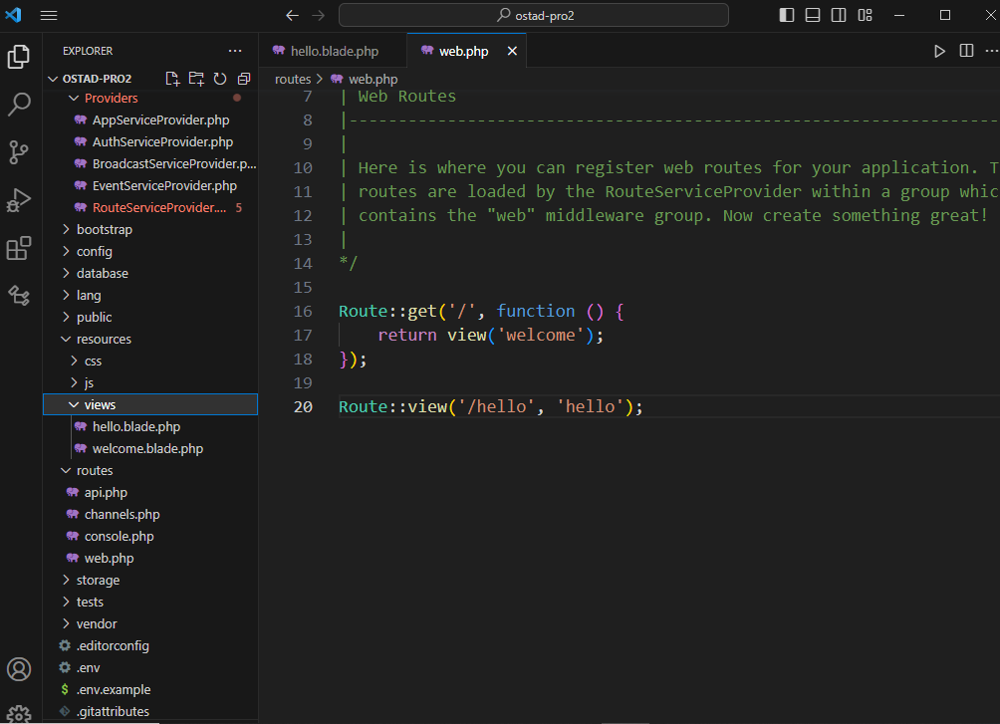 ostad-pro2
EXPLORER
OSTAD-PRO2
Providers
AppServiceProvider.php
AuthServiceProvider.php
BroadcastServiceProvider.p...
EventServiceProvider.php
RouteServiceProvider.... 5
bootstrap
config
database
lang
public
resources
css
js
views
hello.blade.php
welcome.blade.php
routes
api.php
channels.php
console.php
web.php
storage
tests
vendor
.editorconfig
.env
$ .env.example
.gitattributes
hello.blade.php web.php
routes > web.php
7 | Web Routes
8 |--------------------------------------------------------------------
9 |
10 | Here is where you can register web routes for your application. T
11 | routes are loaded by the RouteServiceProvider within a group whic
12 | contains the "web" middleware group. Now create something great!
13 |
14 */
15
16 Route::get('/', function () {
17 return view('welcome');
18 });
19
20 Route::view('/hello', 'hello');